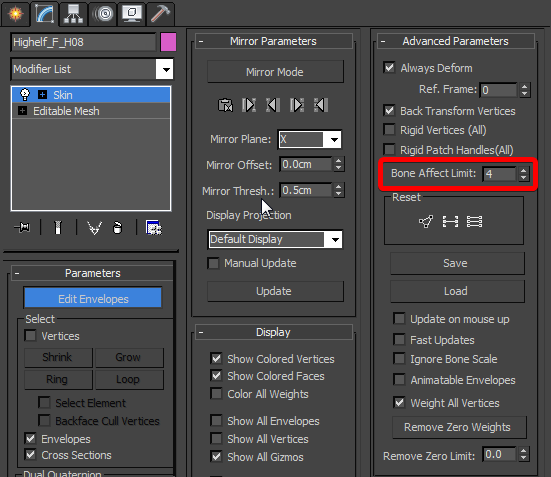 Highelf_F_H08
Modifier List
Skin
Editable Mesh
Parameters
Edit Envelopes
Select
Vertices
Shrink Grow
Ring Loop
Select Element
Backface Cull Vertices
Envelopes
Cross Sections
Dual Quaternion
Mirror Parameters
Mirror Mode
Mirror Plane: X
Mirror Offset: 0.0cm
Mirror Thresh.: 0.5cm
Display Projection
Default Display
Manual Update
Update
Display
Show Colored Vertices
Show Colored Faces
Color All Weights
Show All Envelopes
Show All Vertices
Show All Gizmos
Advanced Parameters
Always Deform
Ref. Frame: 0
Back Transform Vertices
Rigid Vertices (All)
Rigid Patch Handles(All)
Bone Affect Limit: 4
Reset
Save
Load
Update on mouse up
Fast Updates
Ignore Bone Scale
Animatable Envelopes
Weight All Vertices
Remove Zero Weights
Remove Zero Limit: 0.0